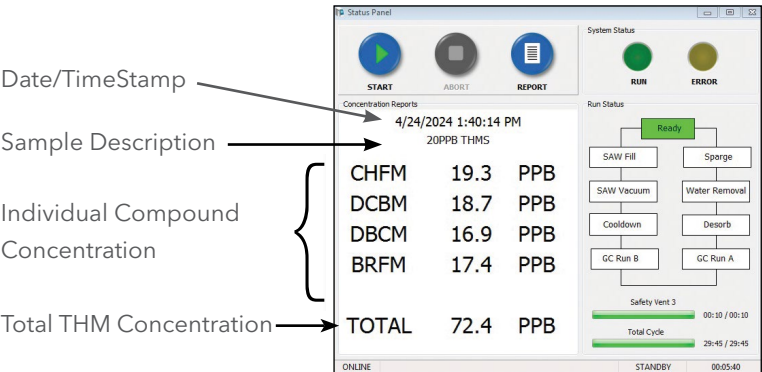 Status Panel
START
ABORT
REPORT
System Status
RUN
ERROR
Date/TimeStamp
Sample Description
Individual Compound
Concentration
Total THM Concentration
Concentration Reports
4/24/2024 1:40:14 PM
20PPB THMS
CHFM 19.3 PPB
DCBM 18.7 PPB
DBCM 16.9 PPB
BRFM 17.4 PPB
TOTAL 72.4 PPB
Run Status
Ready
SAW Fill
Sparge
SAW Vacuum
Water Removal
Cooldown
Desorb
GC Run B
GC Run A
Safety Vent 3
00:10 / 00:10
Total Cycle
29:45 / 29:45
ONLINE
STANDBY
00:05:40